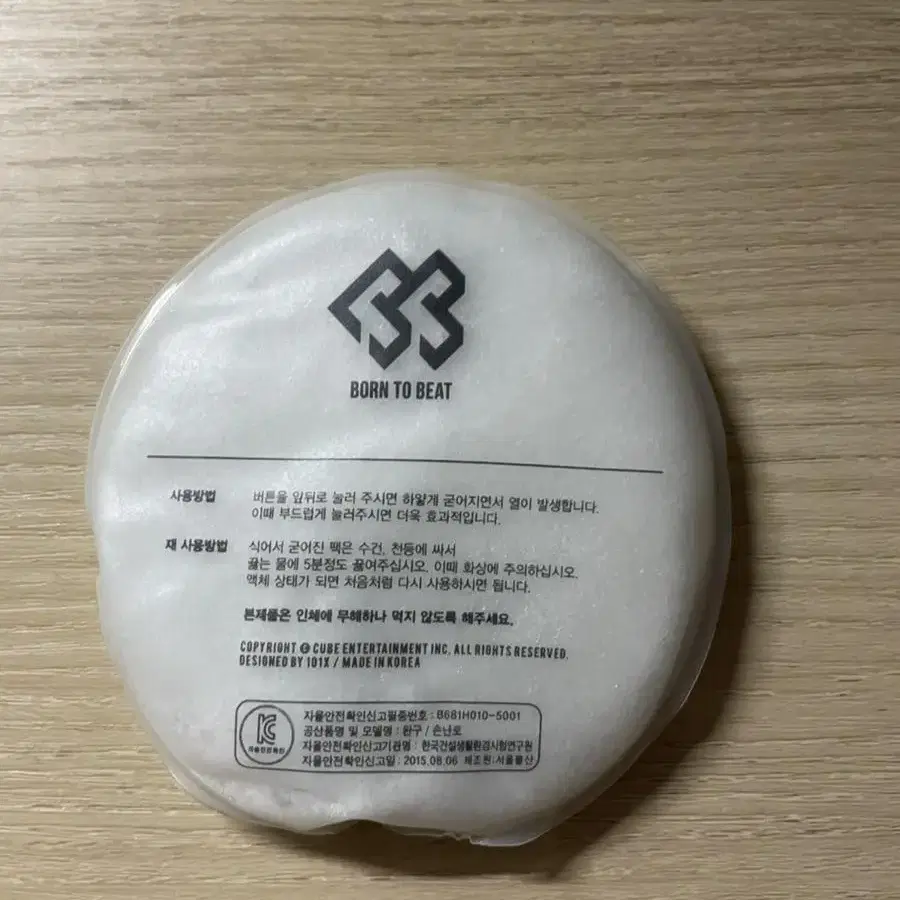 BORN TO BEAT
사용방법 버튼을 앞뒤로 눌러 주시면 하얗게 굳어지면서 열이 발생합니다.
이때 부드럽게 눌러주시면 더욱 효과적입니다.
재 사용방법 식어서 굳어진 팩은 수건, 천등에 싸서
끓는 물에 5분정도 끓여주십시오. 이때 화상에 주의하십시오.
액체 상태가 되면 처음처럼 다시 사용하시면 됩니다.
본제품은 인체에 무해하나 먹지 않도록 해주세요.
COPYRIGHT © CUBE ENTERTAINMENT INC. ALL RIGHTS RESERVED.
DESIGNED BY 101X / MADE IN KOREA
자율안전확인신고필증번호 : B681H010-5001
공산품명 및 모델명 : 완구 / 손난로
자율안전확인신고기관명 : 한국건설생활환경시험연구원
자율안전확인신고일 : 2015.08.06 제조원:서울물산